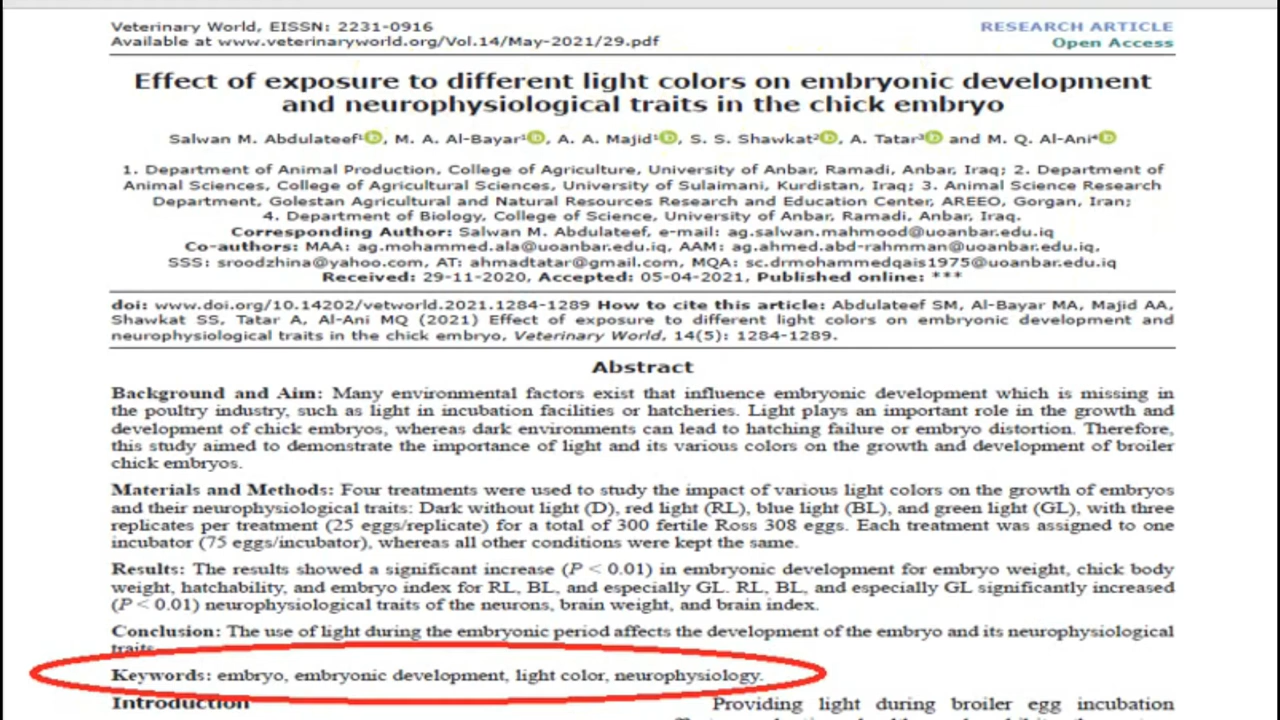 Veterinary World, EISSN: 2231-0916
Available at www.veterinaryworld.org/Vol.14/May-2021/29.pdf
RESEARCH ARTICLE
Open Access
Effect of exposure to different light colors on embryonic development
and neurophysiological traits in the chick embryo
Salwan M. Abdulateef¹ iD, M. A. Al-Bayar¹ iD, A. A. Majid¹ iD, S. S. Shawkat² iD, A. Tatar³ iD and M. Q. Al-Ani⁴ iD
1. Department of Animal Production, College of Agriculture, University of Anbar, Ramadi, Anbar, Iraq; 2. Department of
Animal Sciences, College of Agricultural Sciences, University of Sulaimani, Kurdistan, Iraq; 3. Animal Science Research
Department, Golestan Agricultural and Natural Resources Research and Education Center, AREEO, Gorgan, Iran;
4. Department of Biology, College of Science, University of Anbar, Ramadi, Anbar, Iraq.
Corresponding Author: Salwan M. Abdulateef, e-mail: ag.salwan.mahmood@uoanbar.edu.iq
Co-authors: MAA: ag.mohammed.ala@uoanbar.edu.iq, AAM: ag.ahmed.abd-rahmman@uoanbar.edu.iq,
SSS: sroodzhina@yahoo.com, AT: ahmadtatar@gmail.com, MQA: sc.drmohammedqais1975@uoanbar.edu.iq
Received: 29-11-2020, Accepted: 05-04-2021, Published online: ***
doi: www.doi.org/10.14202/vetworld.2021.1284-1289 How to cite this article: Abdulateef SM, Al-Bayar MA, Majid AA,
Shawkat SS, Tatar A, Al-Ani MQ (2021) Effect of exposure to different light colors on embryonic development and
neurophysiological traits in the chick embryo, Veterinary World, 14(5): 1284-1289.
Abstract
Background and Aim: Many environmental factors exist that influence embryonic development which is missing in
the poultry industry, such as light in incubation facilities or hatcheries. Light plays an important role in the growth and
development of chick embryos, whereas dark environments can lead to hatching failure or embryo distortion. Therefore,
this study aimed to demonstrate the importance of light and its various colors on the growth and development of broiler
chick embryos.
Materials and Methods: Four treatments were used to study the impact of various light colors on the growth of embryos
and their neurophysiological traits: Dark without light (D), red light (RL), blue light (BL), and green light (GL), with three
replicates per treatment (25 eggs/replicate) for a total of 300 fertile Ross 308 eggs. Each treatment was assigned to one
incubator (75 eggs/incubator), whereas all other conditions were kept the same.
Results: The results showed a significant increase (P < 0.01) in embryonic development for embryo weight, chick body
weight, hatchability, and embryo index for RL, BL, and especially GL. RL, BL, and especially GL significantly increased
(P < 0.01) neurophysiological traits of the neurons, brain weight, and brain index.
Conclusion: The use of light during the embryonic period affects the development of the embryo and its neurophysiological
traits.
Keywords: embryo, embryonic development, light color, neurophysiology.
Introduction
Providing light during broiler egg incubation